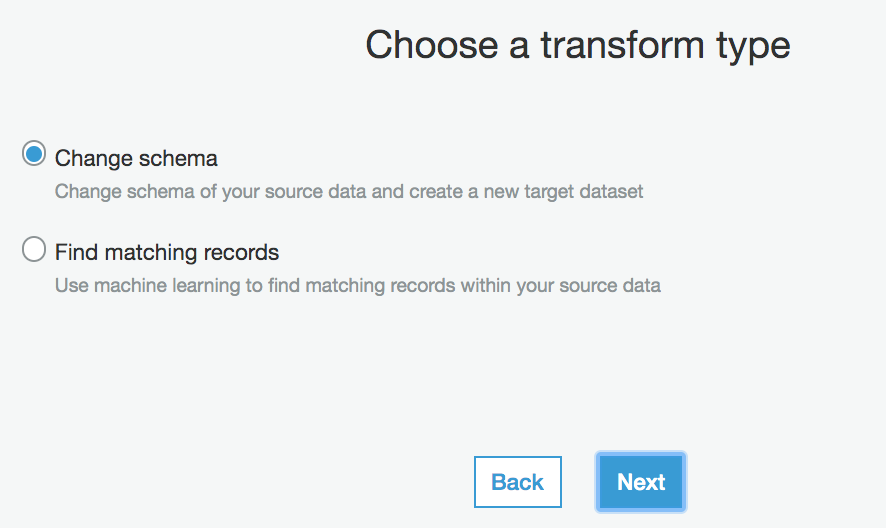 Choose a transform type
Change schema
Change schema of your source data and create a new target dataset
Find matching records
Use machine learning to find matching records within your source data
Back
Next